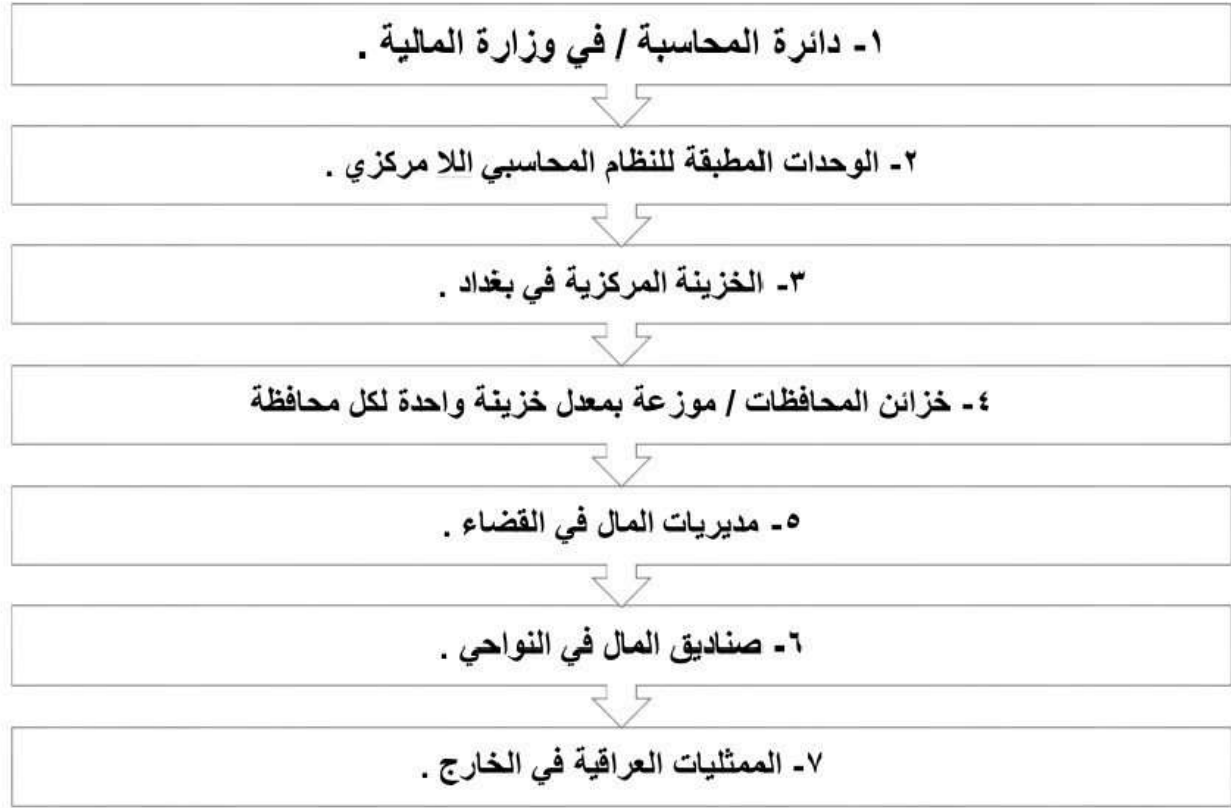 ١- دائرة المحاسبة / في وزارة المالية .
٢- الوحدات المطبقة للنظام المحاسبي اللا مركزي .
٣- الخزينة المركزية في بغداد .
٤- خزائن المحافظات / موزعة بمعدل خزينة واحدة لكل محافظة
٥- مديريات المال في القضاء .
٦- صناديق المال في النواحي .
٧- الممثليات العراقية في الخارج .